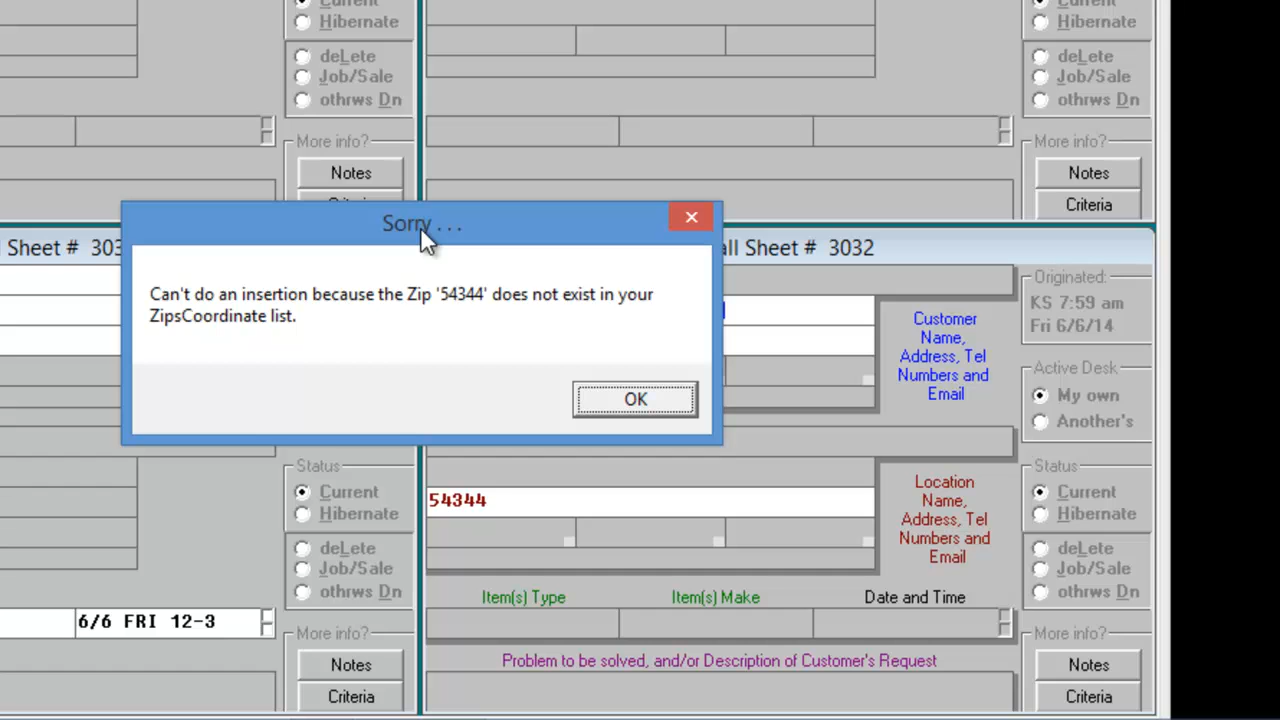 Current
Hibernate
deLete
Job/Sale
othrws Dn
More info?
Notes
Current
Hibernate
deLete
Job/Sale
othrws Dn
More info?
Notes
Criteria
Sorry . . .
Can't do an insertion because the Zip '54344' does not exist in your
ZipsCoordinate list.
OK
Sheet # 303
all Sheet # 3032
Originated:
KS 7:59 am
Fri 6/6/14
Customer
Name,
Address, Tel
Numbers and
Email
Active Desk
My own
Another's
Status
Current
Hibernate
deLete
Job/Sale
othrws Dn
6/6 FRI 12-3
More info?
Notes
Criteria
54344
Location
Name,
Address, Tel
Numbers and
Email
Status
Current
Hibernate
deLete
Job/Sale
othrws Dn
Item(s) Type
Item(s) Make
Date and Time
Problem to be solved, and/or Description of Customer's Request
More info?
Notes
Criteria